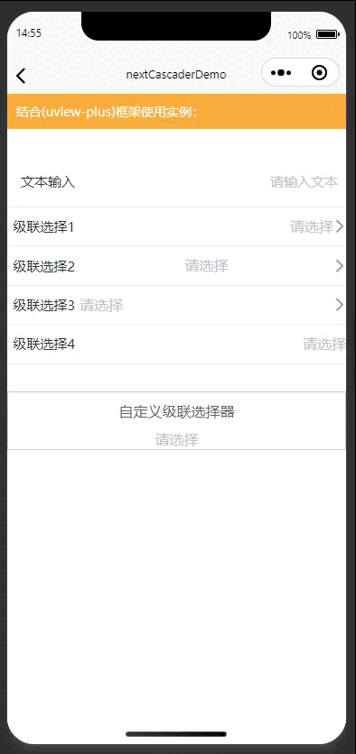 14:55
100%
nextCascaderDemo
结合(uview-plus)框架使用实例：
文本输入 请输入文本
级联选择1 请选择
级联选择2 请选择
级联选择3 请选择
级联选择4 请选择
自定义级联选择器
请选择